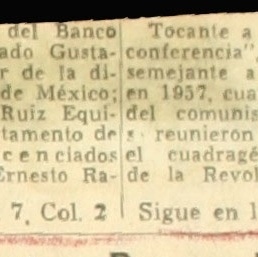 del Banco
ado Gusta-
r de la di-
de México;
Ruiz Equi-
tamento de
cenciados
Ernesto Ra-
7, Col. 2
Tocante a
conferencia",
semejante a
en 1957, cua
del comunis
s reunieron
el cuadragé
de la Revol
Sigue en l